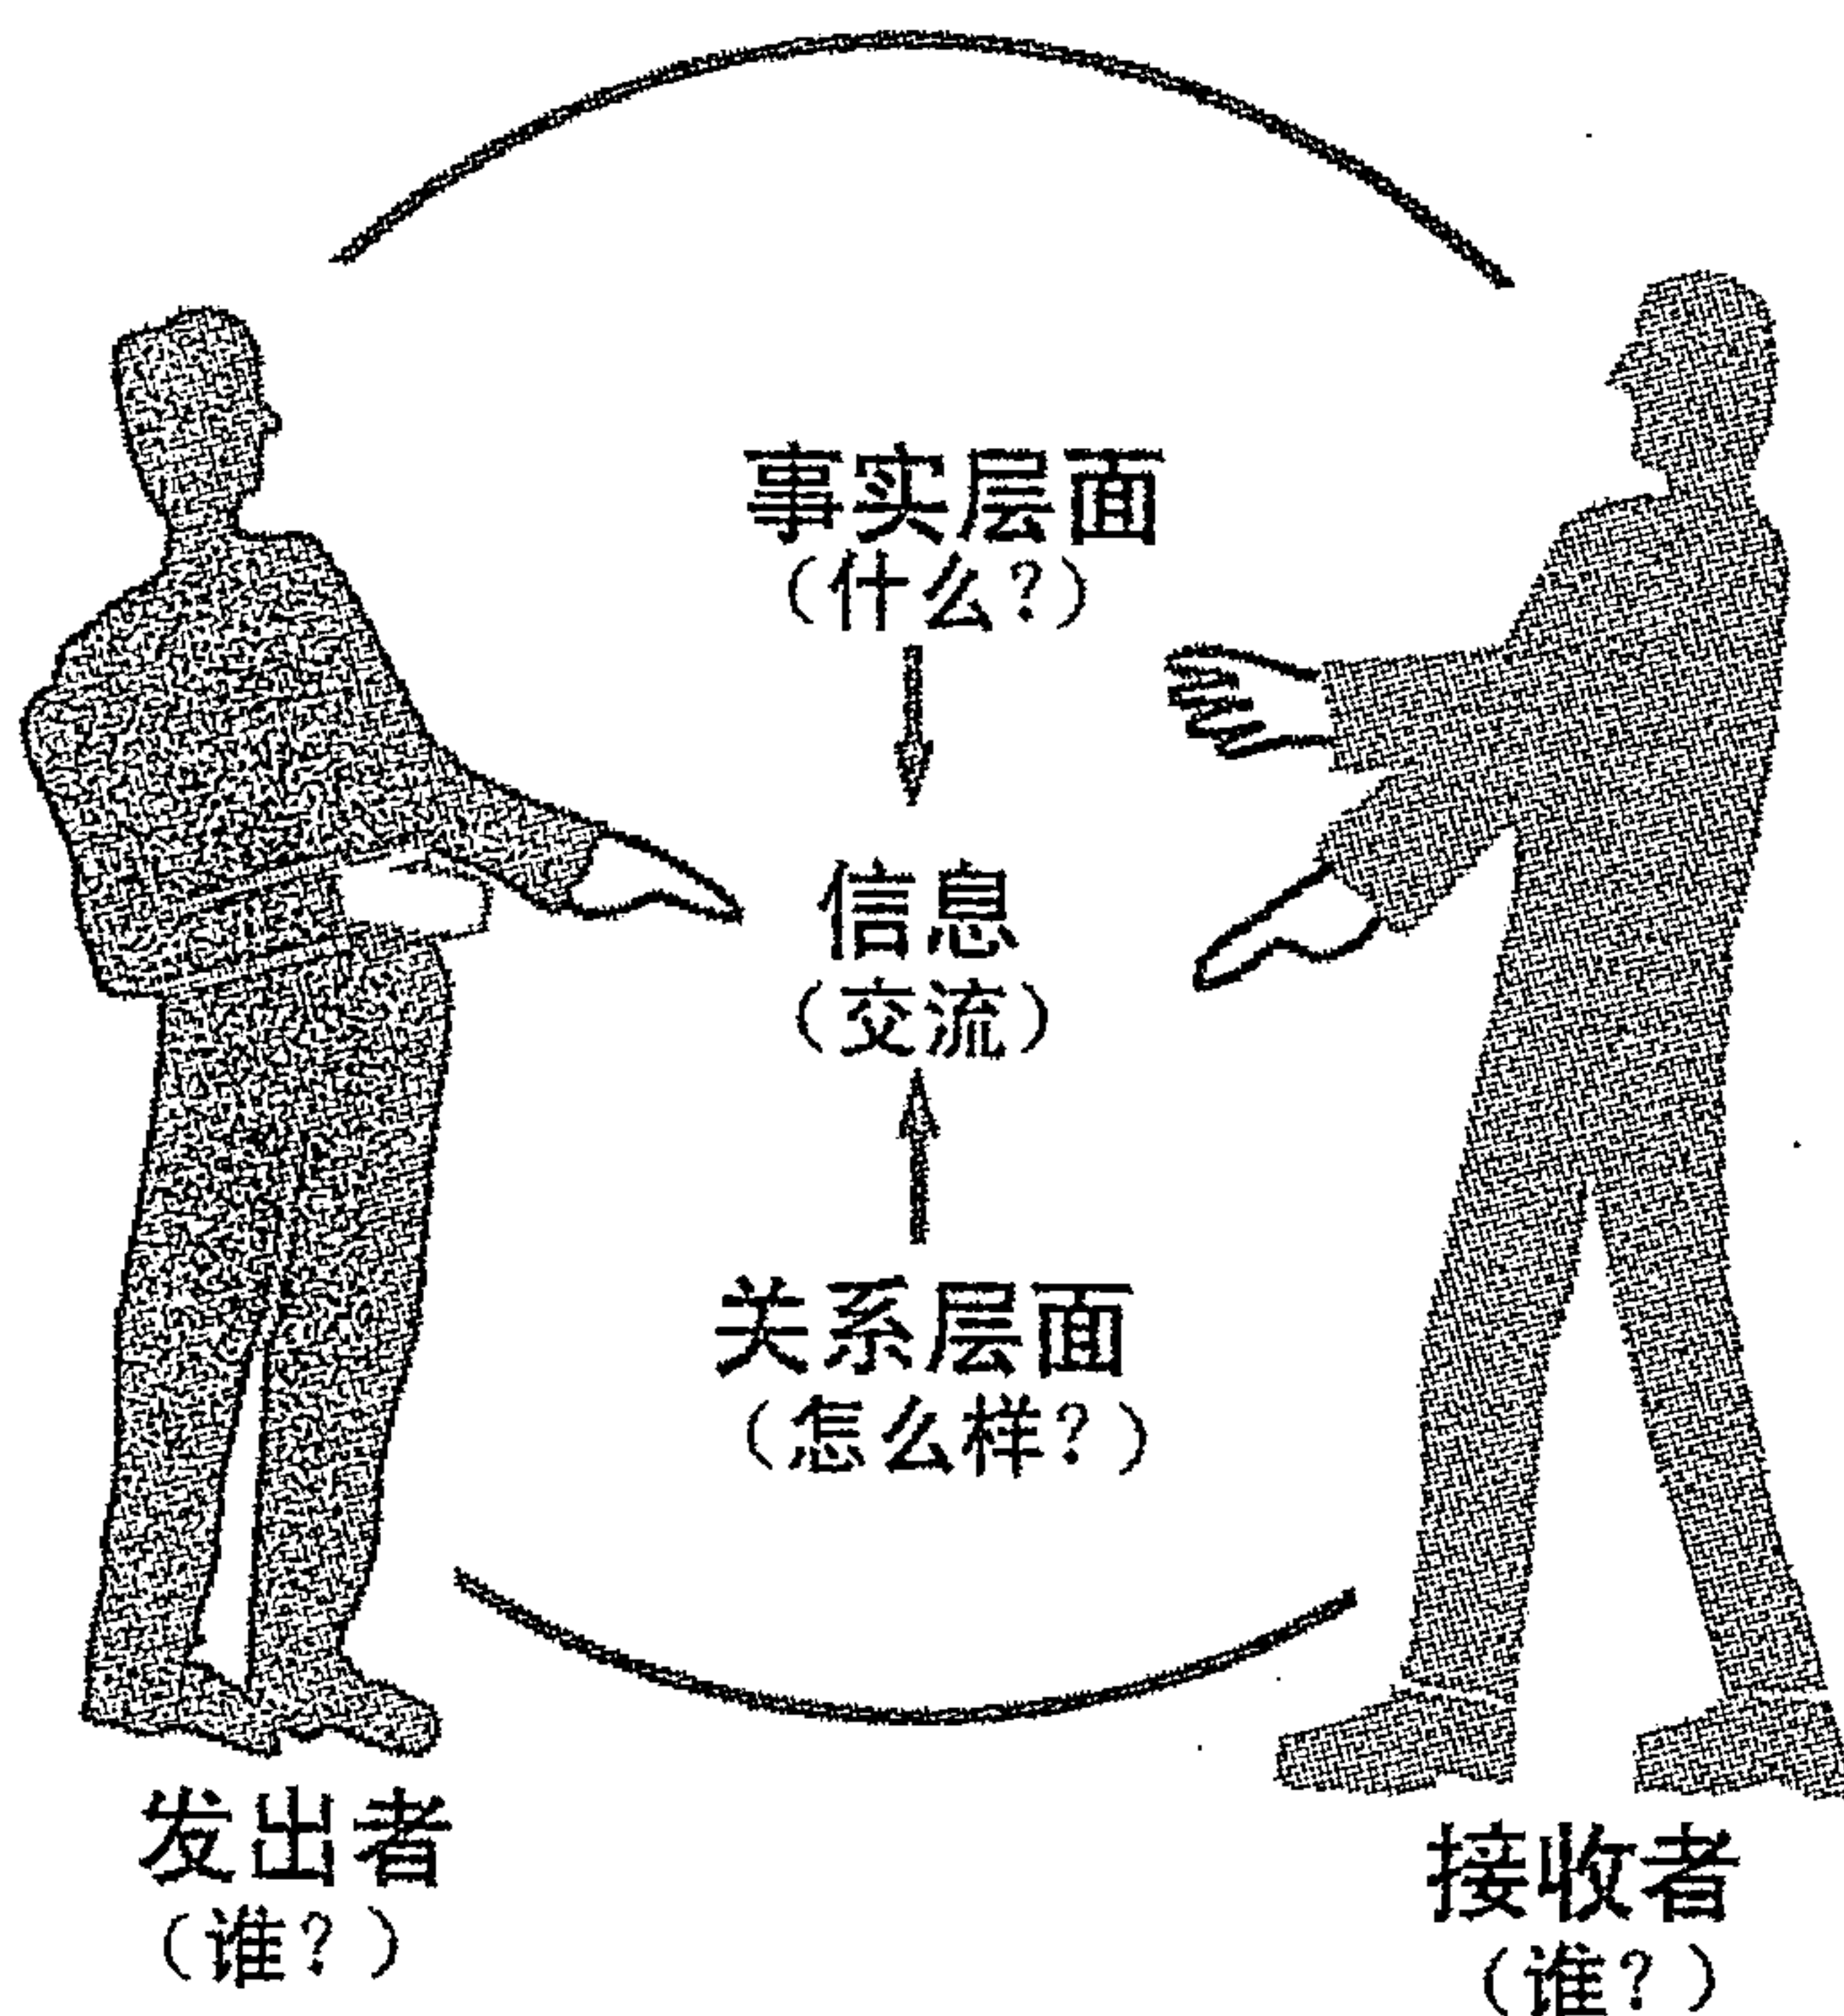 事实层面
（什么？）
信息
（交流）
关系层面
（怎么样？）
发出者
（谁？）
接收者
（谁？）